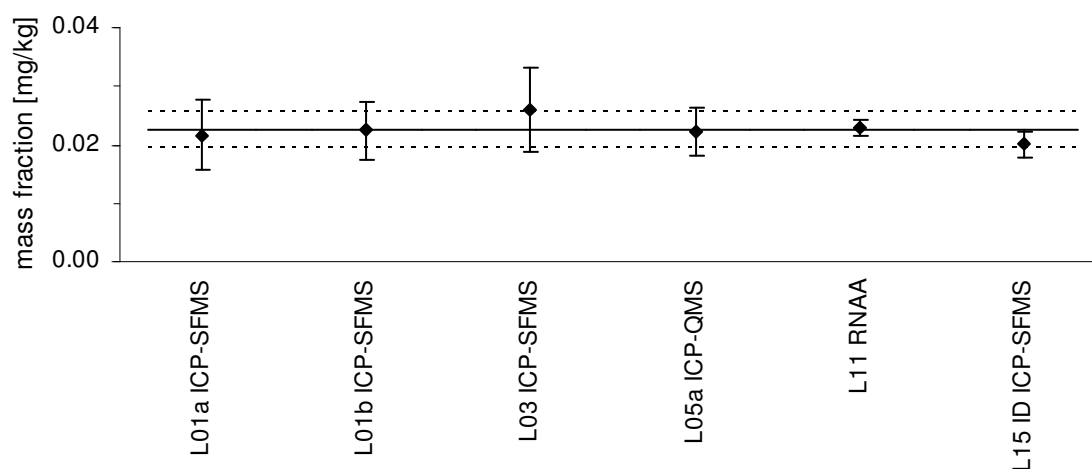 mass fraction [mg/kg]
0.04
0.02
0.00
L01a ICP-SFMS
L01b ICP-SFMS
L03 ICP-SFMS
L05a ICP-QMS
L11 RNAA
L15 ID ICP-SFMS